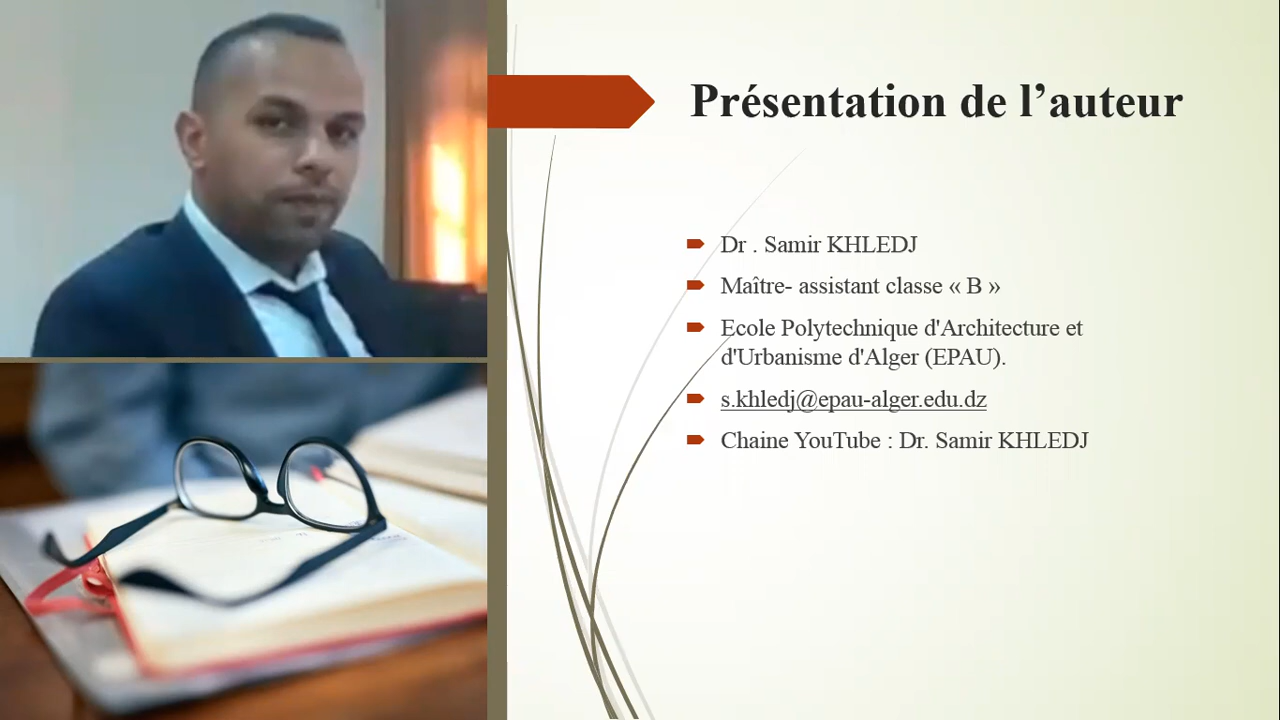 Présentation de l’auteur
Dr . Samir KHLEDJ
Maître- assistant classe « B »
Ecole Polytechnique d'Architecture et
d'Urbanisme d'Alger (EPAU).
s.khledj@epau-alger.edu.dz
Chaine YouTube : Dr. Samir KHLEDJ